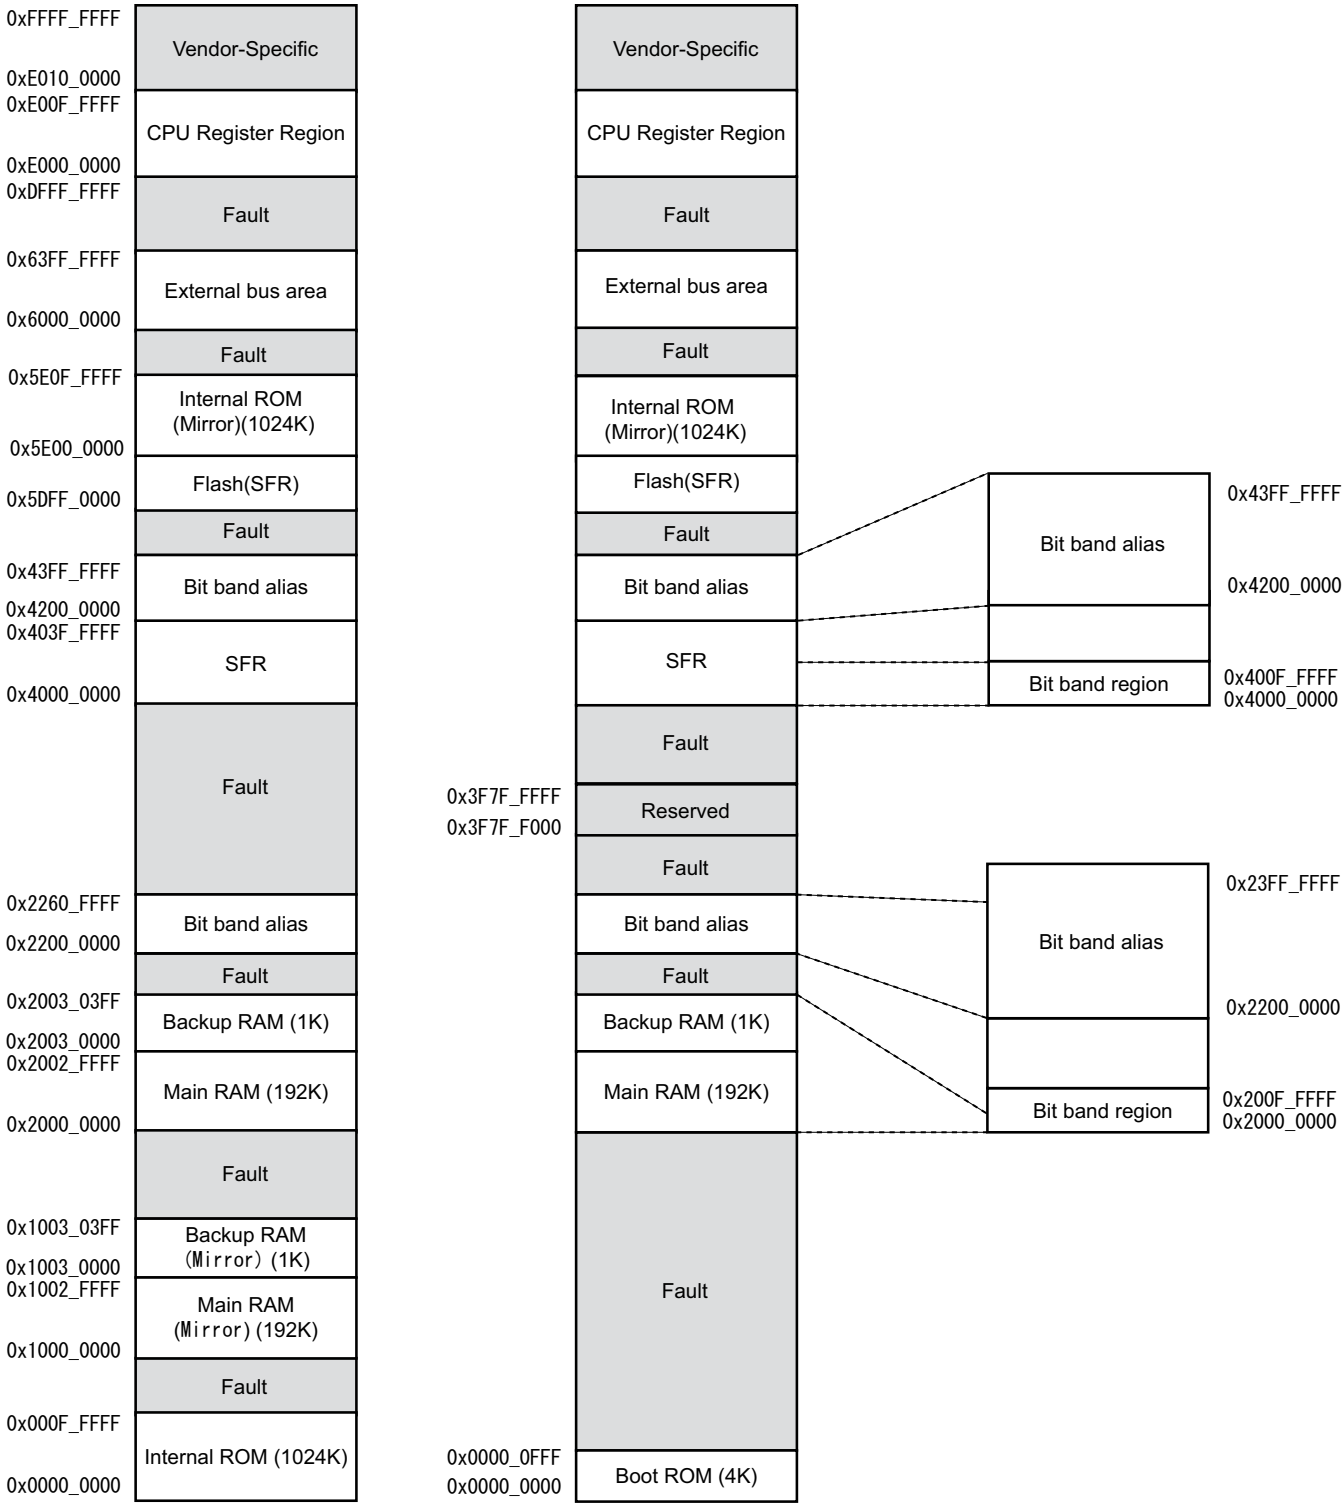 0xFFFF_FFFF
Vendor-Specific
0xE010_0000
0xE00F_FFFF
CPU Register Region
0xE000_0000
0xDFFF_FFFF
Fault
0x63FF_FFFF
External bus area
0x6000_0000
Fault
0x5E0F_FFFF
Internal ROM
(Mirror)(1024K)
0x5E00_0000
Flash(SFR)
0x5DFF_0000
Fault
0x43FF_FFFF
Bit band alias
0x4200_0000
0x403F_FFFF
SFR
0x4000_0000
Fault
0x2260_FFFF
Bit band alias
0x2200_0000
Fault
0x2003_03FF
Backup RAM (1K)
0x2003_0000
0x2002_FFFF
Main RAM (192K)
0x2000_0000
Fault
0x1003_03FF
Backup RAM
(Mirror) (1K)
0x1003_0000
0x1002_FFFF
Main RAM
(Mirror) (192K)
0x1000_0000
Fault
0x000F_FFFF
Internal ROM (1024K)
0x0000_0000
Vendor-Specific
CPU Register Region
Fault
External bus area
Fault
Internal ROM
(Mirror)(1024K)
Flash(SFR)
Fault
Bit band alias
SFR
Fault
0x3F7F_FFFF
Reserved
0x3F7F_F000
Fault
Bit band alias
Fault
Backup RAM (1K)
Main RAM (192K)
Fault
0x0000_0FFF
Boot ROM (4K)
0x0000_0000
0x43FF_FFFF
Bit band alias
0x4200_0000
0x400F_FFFF
Bit band region
0x4000_0000
0x23FF_FFFF
Bit band alias
0x2200_0000
0x200F_FFFF
Bit band region
0x2000_0000